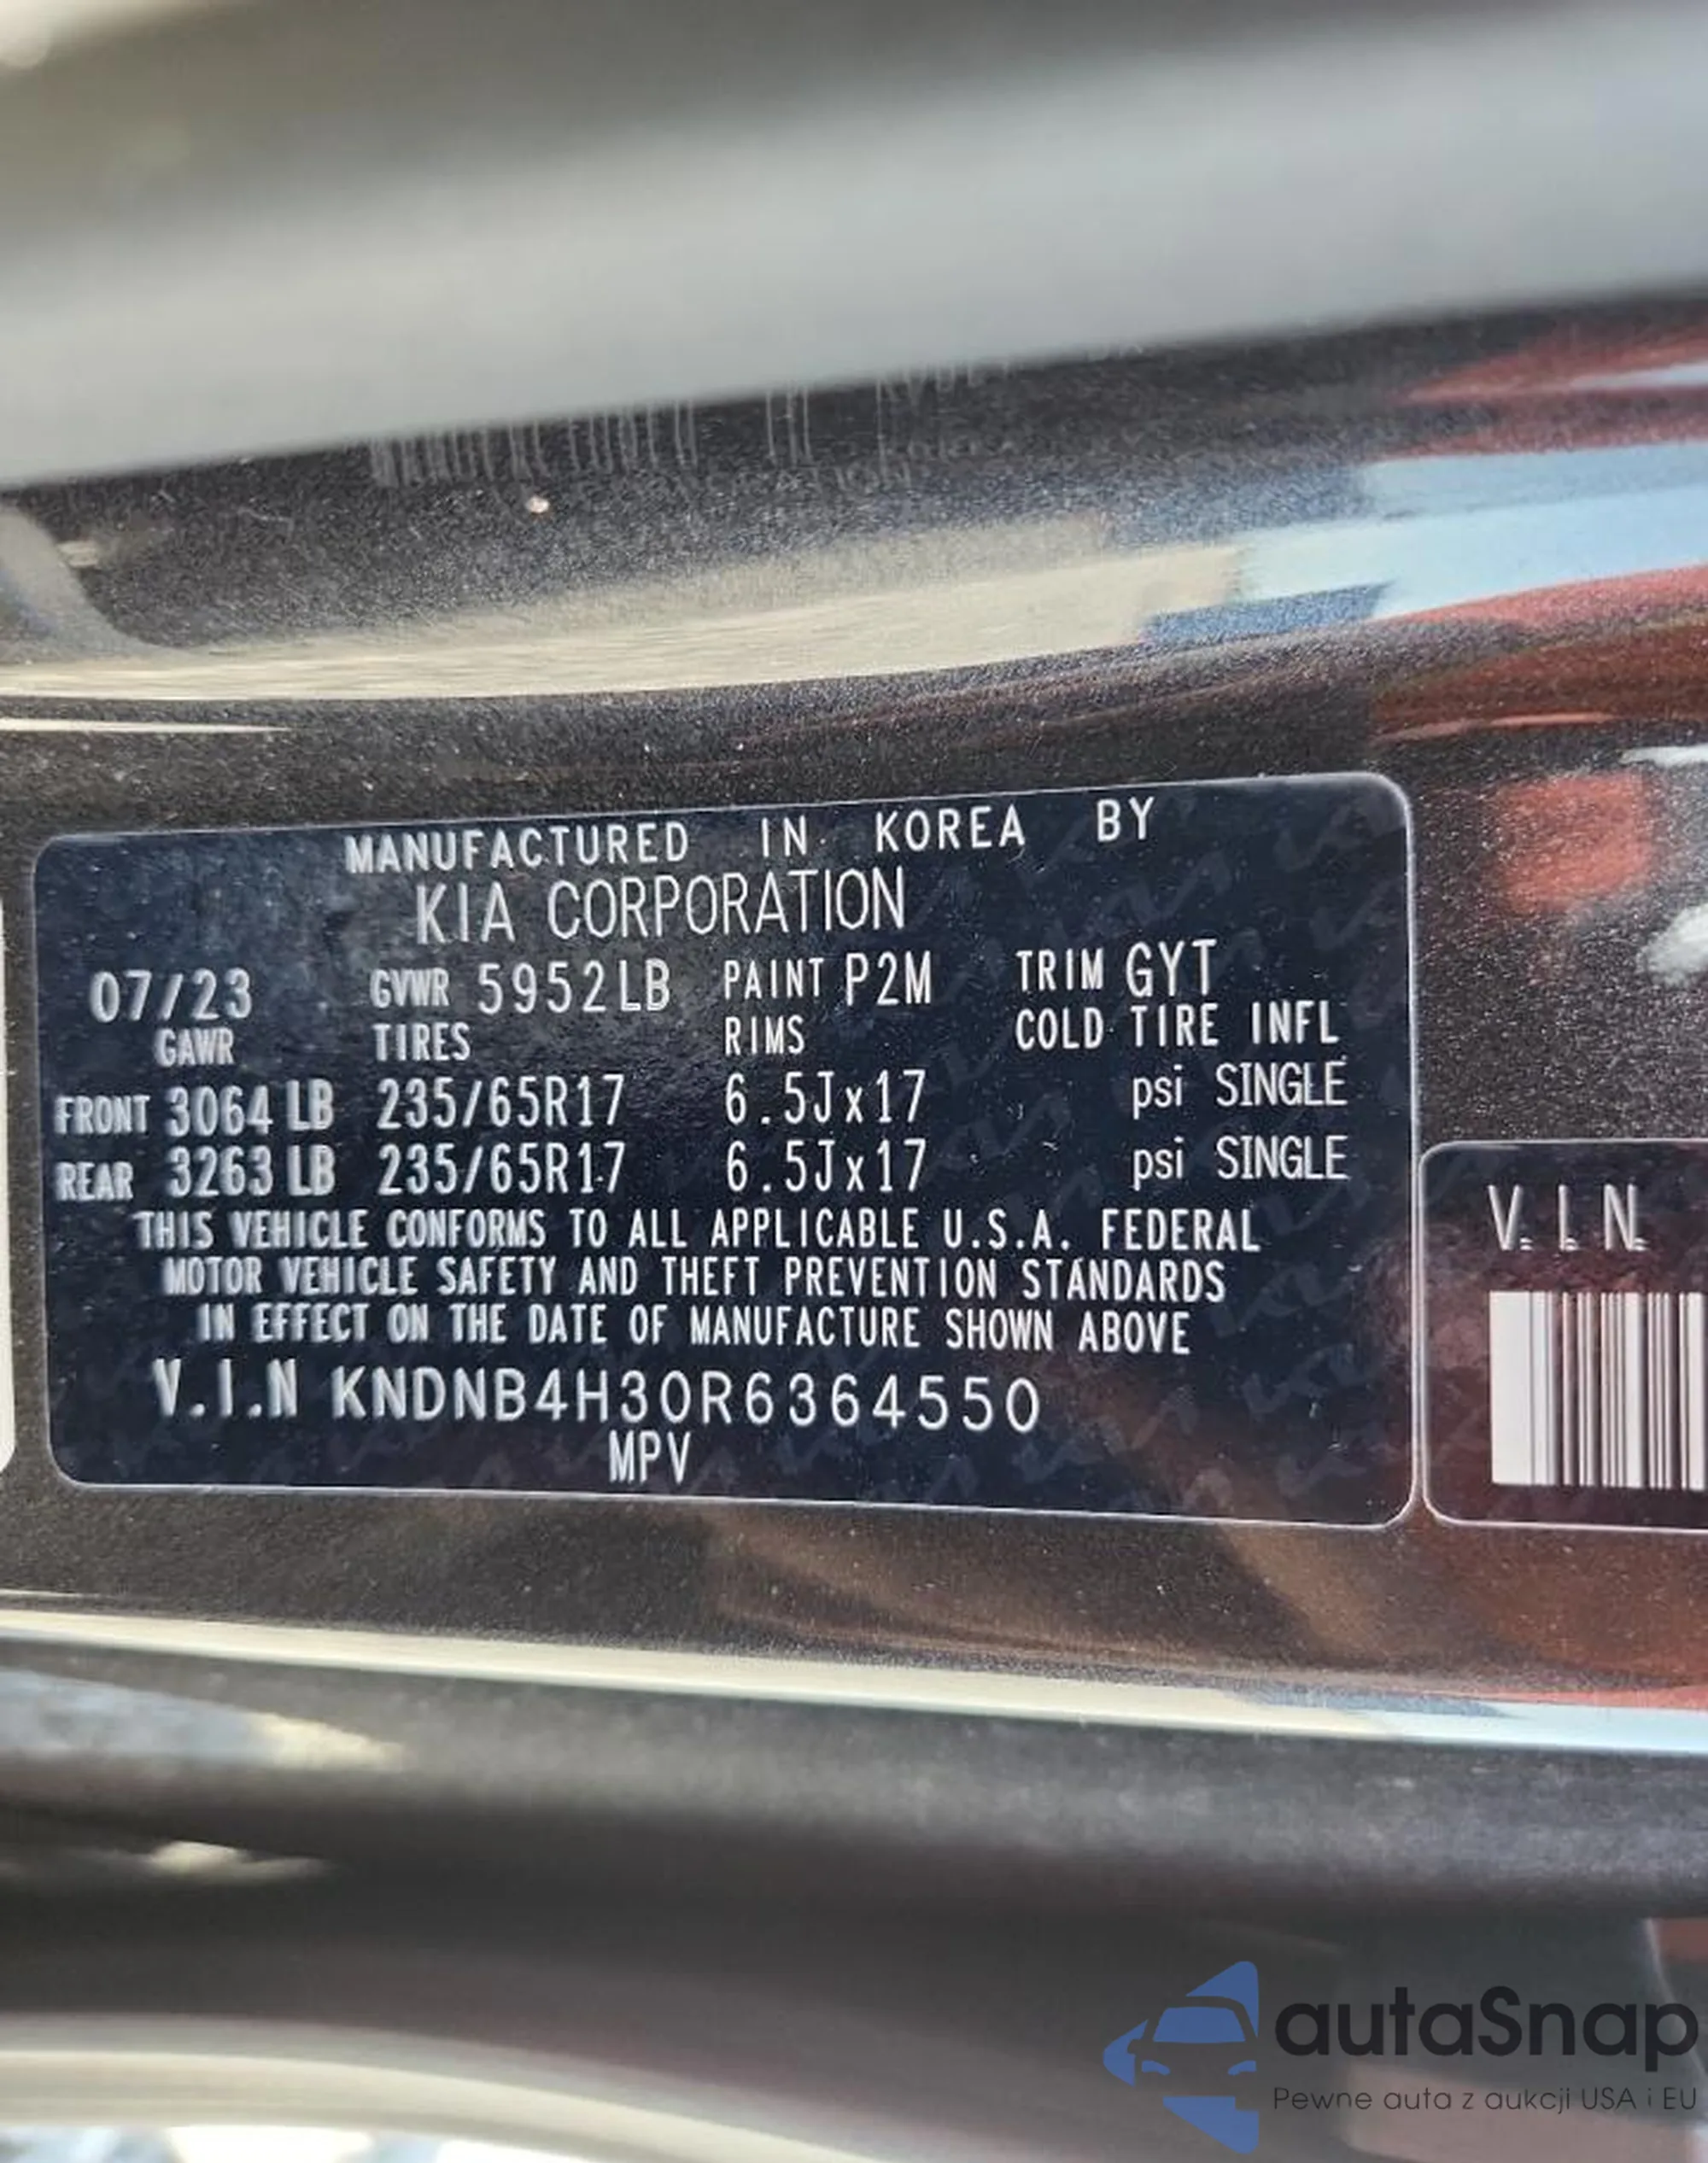 MANUFACTURED IN KOREA BY
KIA CORPORATION
07/23 GVWR 5952LB PAINT P2M TRIM GYT
GAWR TIRES RIMS COLD TIRE INFL
FRONT 3064 LB 235/65R17 6.5Jx17 psi SINGLE
REAR 3263 LB 235/65R17 6.5Jx17 psi SINGLE
THIS VEHICLE CONFORMS TO ALL APPLICABLE U.S.A. FEDERAL
MOTOR VEHICLE SAFETY AND THEFT PREVENTION STANDARDS
IN EFFECT ON THE DATE OF MANUFACTURE SHOWN ABOVE
V.I.N KNDNB4H30R6364550
MPV
V.I.N.
autaSnap
Pewne auta z aukcji USA i EU